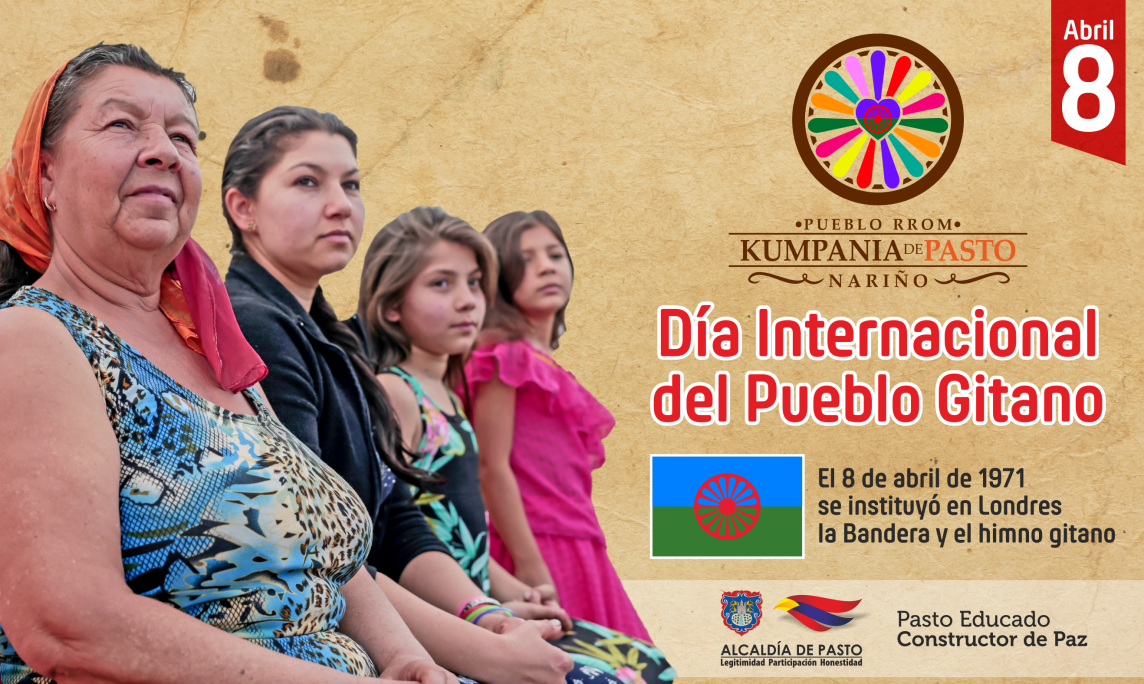 Abril
8
•PUEBLO RROM•
KUMPANIA DE PASTO
NARIÑO
Día Internacional
del Pueblo Gitano
El 8 de abril de 1971
se instituyó en Londres
la Bandera y el himno gitano
ALCALDÍA DE PASTO
Legitimidad Participación Honestidad
Pasto Educado
Constructor de Paz